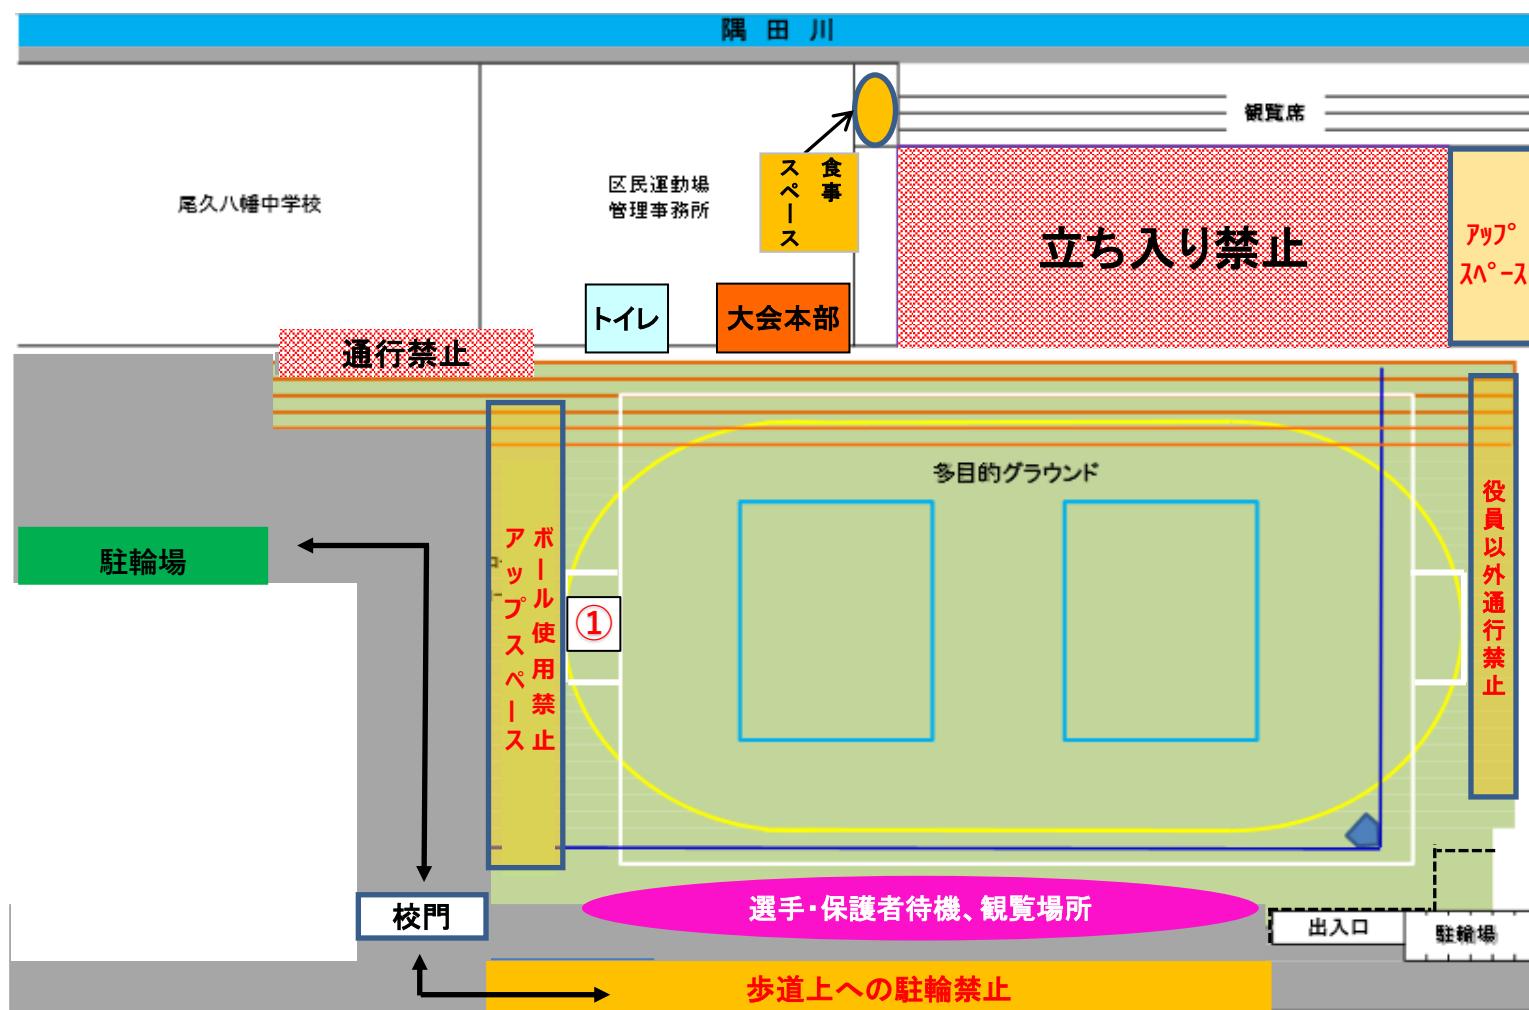 隅田川
観覧席
尾久八幡中学校
区民運動場
管理事務所
食事
スペース
立ち入り禁止
アップ
スペース
トイレ
大会本部
通行禁止
多目的グラウンド
駐輪場
ボール使用禁止
アップスペース
①
役員以外通行禁止
校門
選手・保護者待機、観覧場所
出入口
駐輪場
歩道上への駐輪禁止